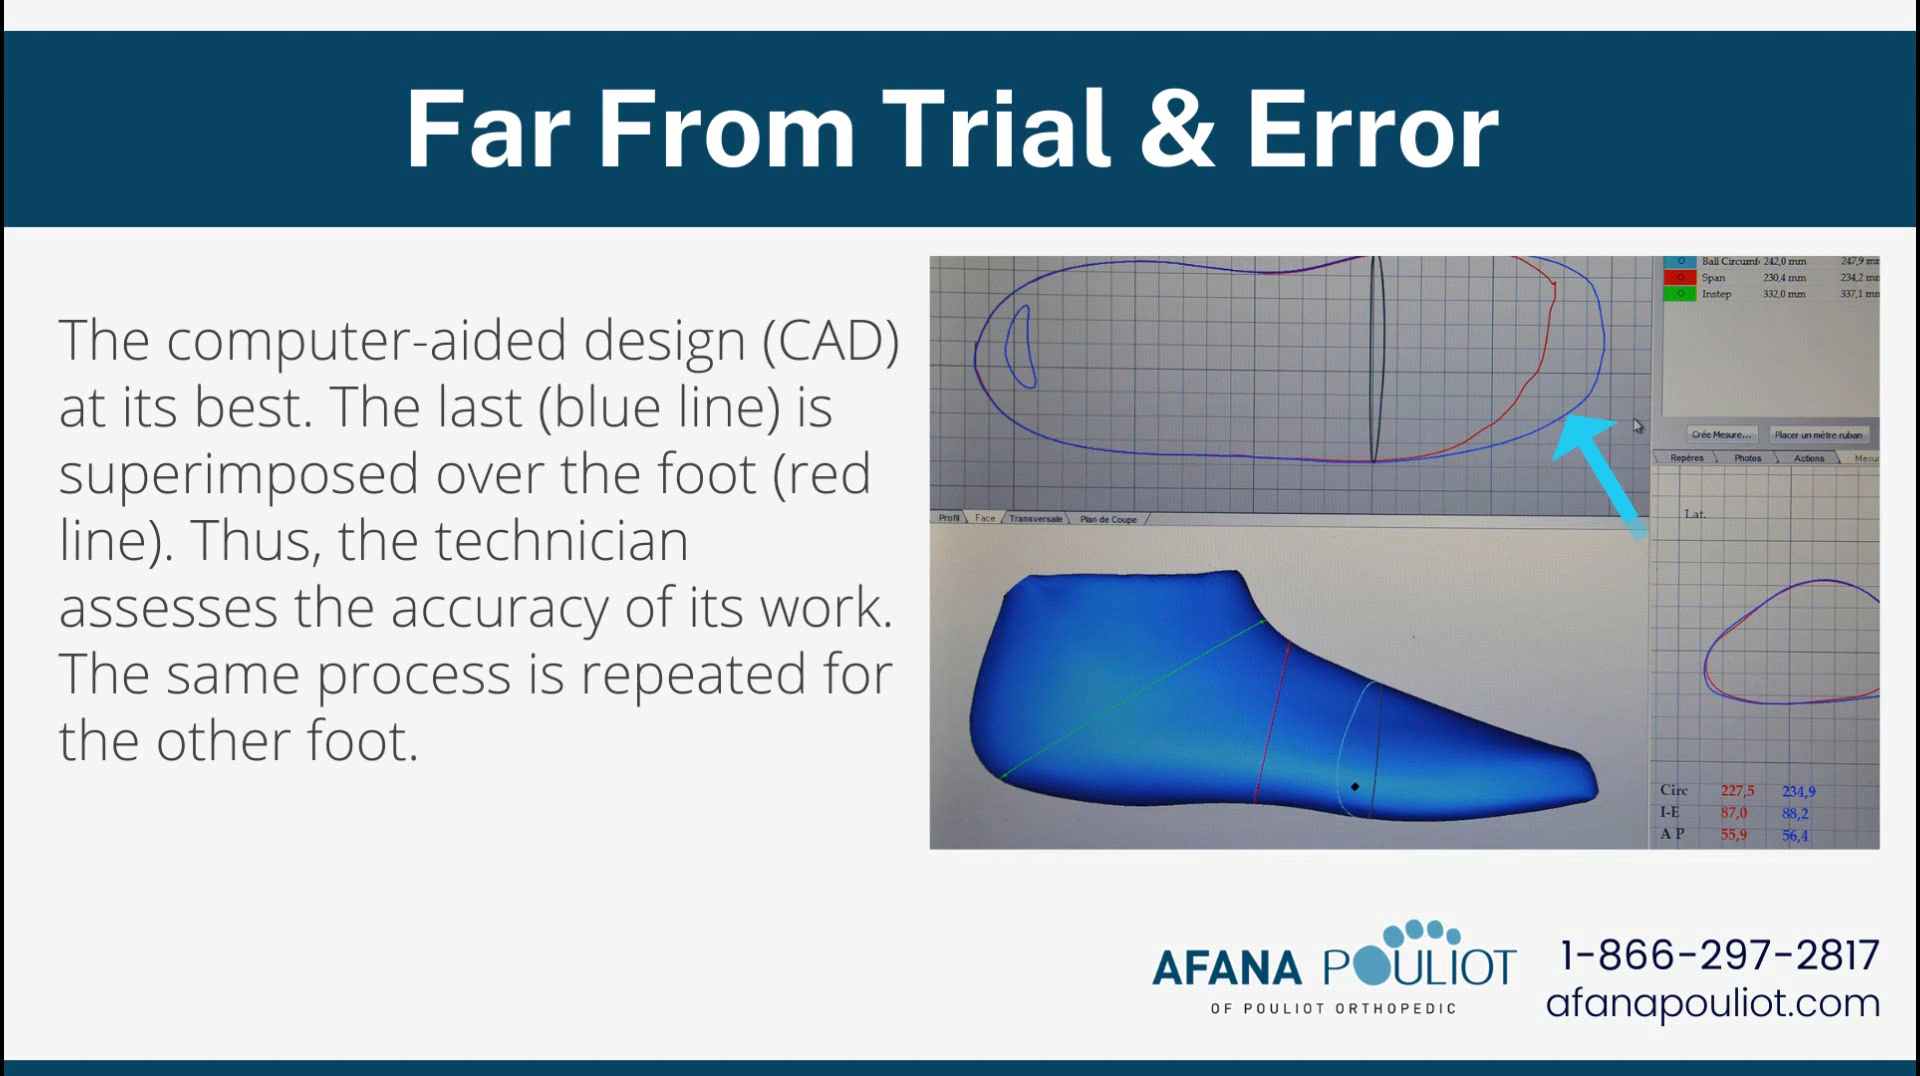 Far From Trial & Error
The computer-aided design (CAD)
at its best. The last (blue line) is
superimposed over the foot (red
line). Thus, the technician
assesses the accuracy of its work.
The same process is repeated for
the other foot.
Ball Circumf 242,0 mm 247,9 mm
Span 230,4 mm 234,2 mm
Instep 332,0 mm 337,1 mm
Crée Mesure... Placer un mètre ruban
Repères Photos Actions Mesu
Profil Face Transversale Plan de Coupe
Lat.
Circ 227,5 234,9
I-E 87,0 88,2
A P 55,9 56,4
AFANA POULIOT
OF POULIOT ORTHOPEDIC
1-866-297-2817
afanapouliot.com